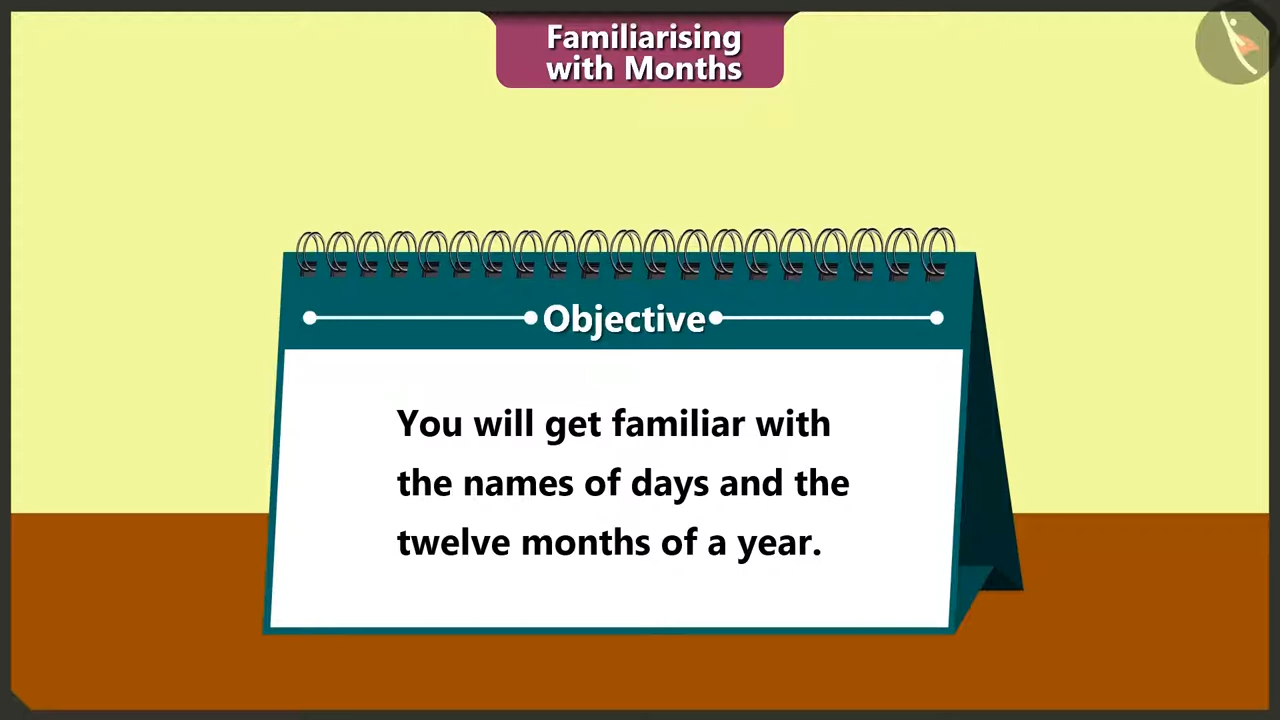 Familiarising
with Months
Objective
You will get familiar with
the names of days and the
twelve months of a year.